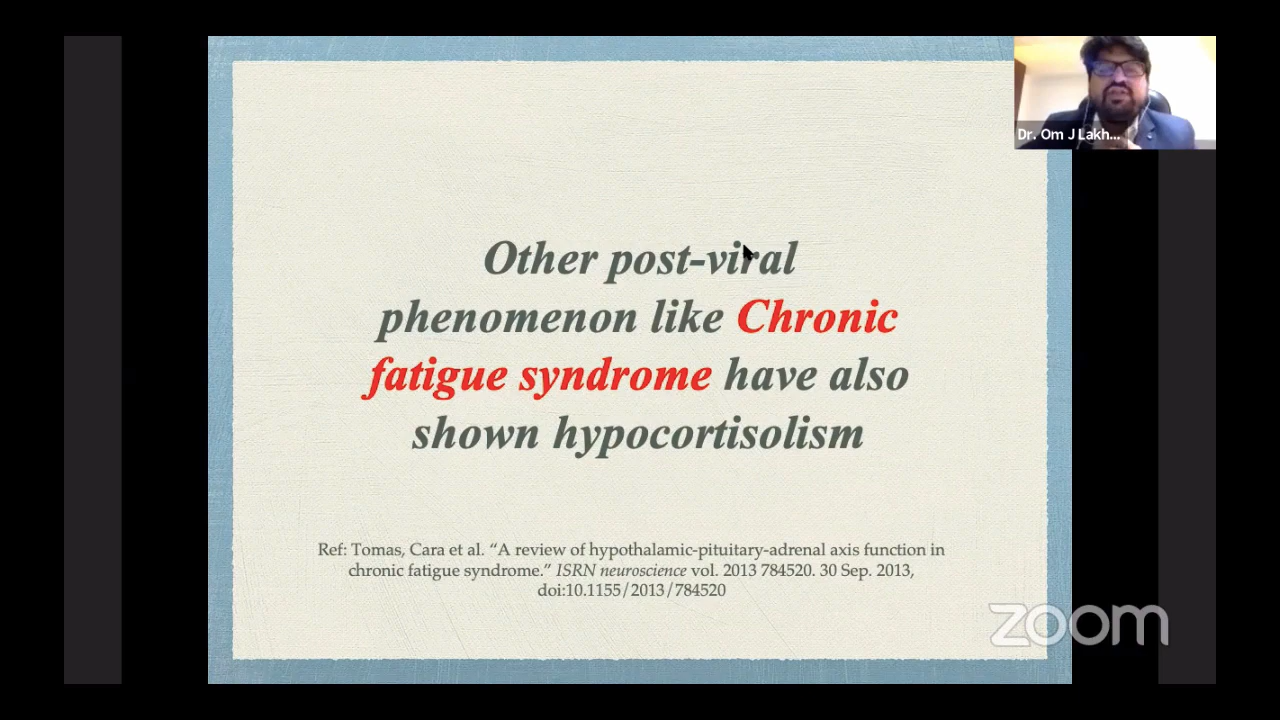 Dr. Om J Lakh...
Other post-viral
phenomenon like Chronic
fatigue syndrome have also
shown hypocortisolism
Ref: Tomas, Cara et al. “A review of hypothalamic-pituitary-adrenal axis function in
chronic fatigue syndrome.” ISRN neuroscience vol. 2013 784520. 30 Sep. 2013,
doi:10.1155/2013/784520
zoom